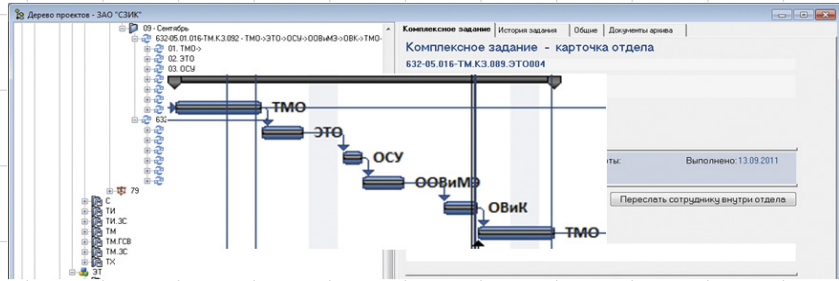 Дерево проектов - ЗАО "СЗИК"
09 - Сентябрь
632-05.01.016-ТМ.КЗ.092 - ТМО->ЭТО->ОСУ->ООВиМЭ->ОВК->ТМО-
01. ТМО->
02. ЭТО
03. ОСУ
632
79
С
ТИ
ТИ.ЗС
ТМ
ТМ.ГСВ
ТМ.ЗС
ТХ
ЭТ
Комплексное задание
История задания
Общие
Документы архива
Комплексное задание - карточка отдела
632-05.016-ТМ.КЗ.089.ЭТО004
ТМО
ЭТО
ОСУ
ООВиМЭ
ОВиК
ТМО
ты:
Выполнено: 13.09.2011
Переслать сотруднику внутри отдела